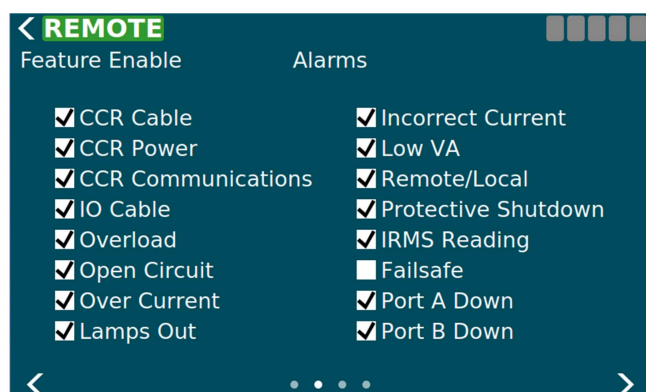 REMOTE
Feature Enable Alarms
CCR Cable
CCR Power
CCR Communications
IO Cable
Overload
Open Circuit
Over Current
Lamps Out
Incorrect Current
Low VA
Remote/Local
Protective Shutdown
IRMS Reading
Failsafe
Port A Down
Port B Down